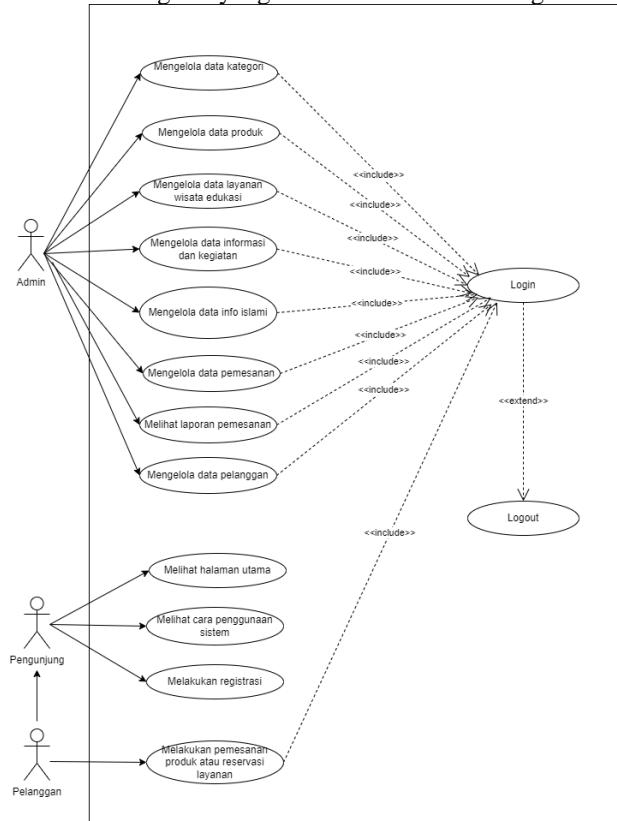 Mengelola data kategori
Mengelola data produk
<<include>>
Mengelola data layanan
wisata edukasi
<<include>>
<<include>>
Mengelola data informasi
dan kegiatan
<<include>>
Admin
Login
Mengelola data info islami
<<include>>
<<include>>
Mengelola data pemesanan
<<include>>
<<include>>
<<extend>>
Melihat laporan pemesanan
Mengelola data pelanggan
Logout
<<include>>
Melihat halaman utama
Melihat cara penggunaan
sistem
Pengunjung
Melakukan registrasi
Melakukan pemesanan
produk atau reservasi
layanan
Pelanggan